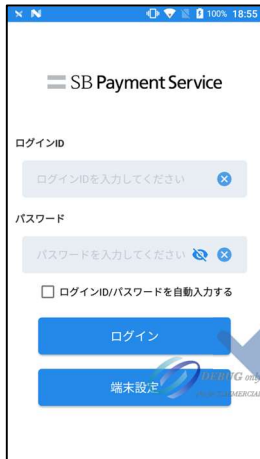 100% 18:55
SB Payment Service
ログインID
ログインIDを入力してください
パスワード
パスワードを入力してください
ログインID/パスワードを自動入力する
ログイン
端末設定